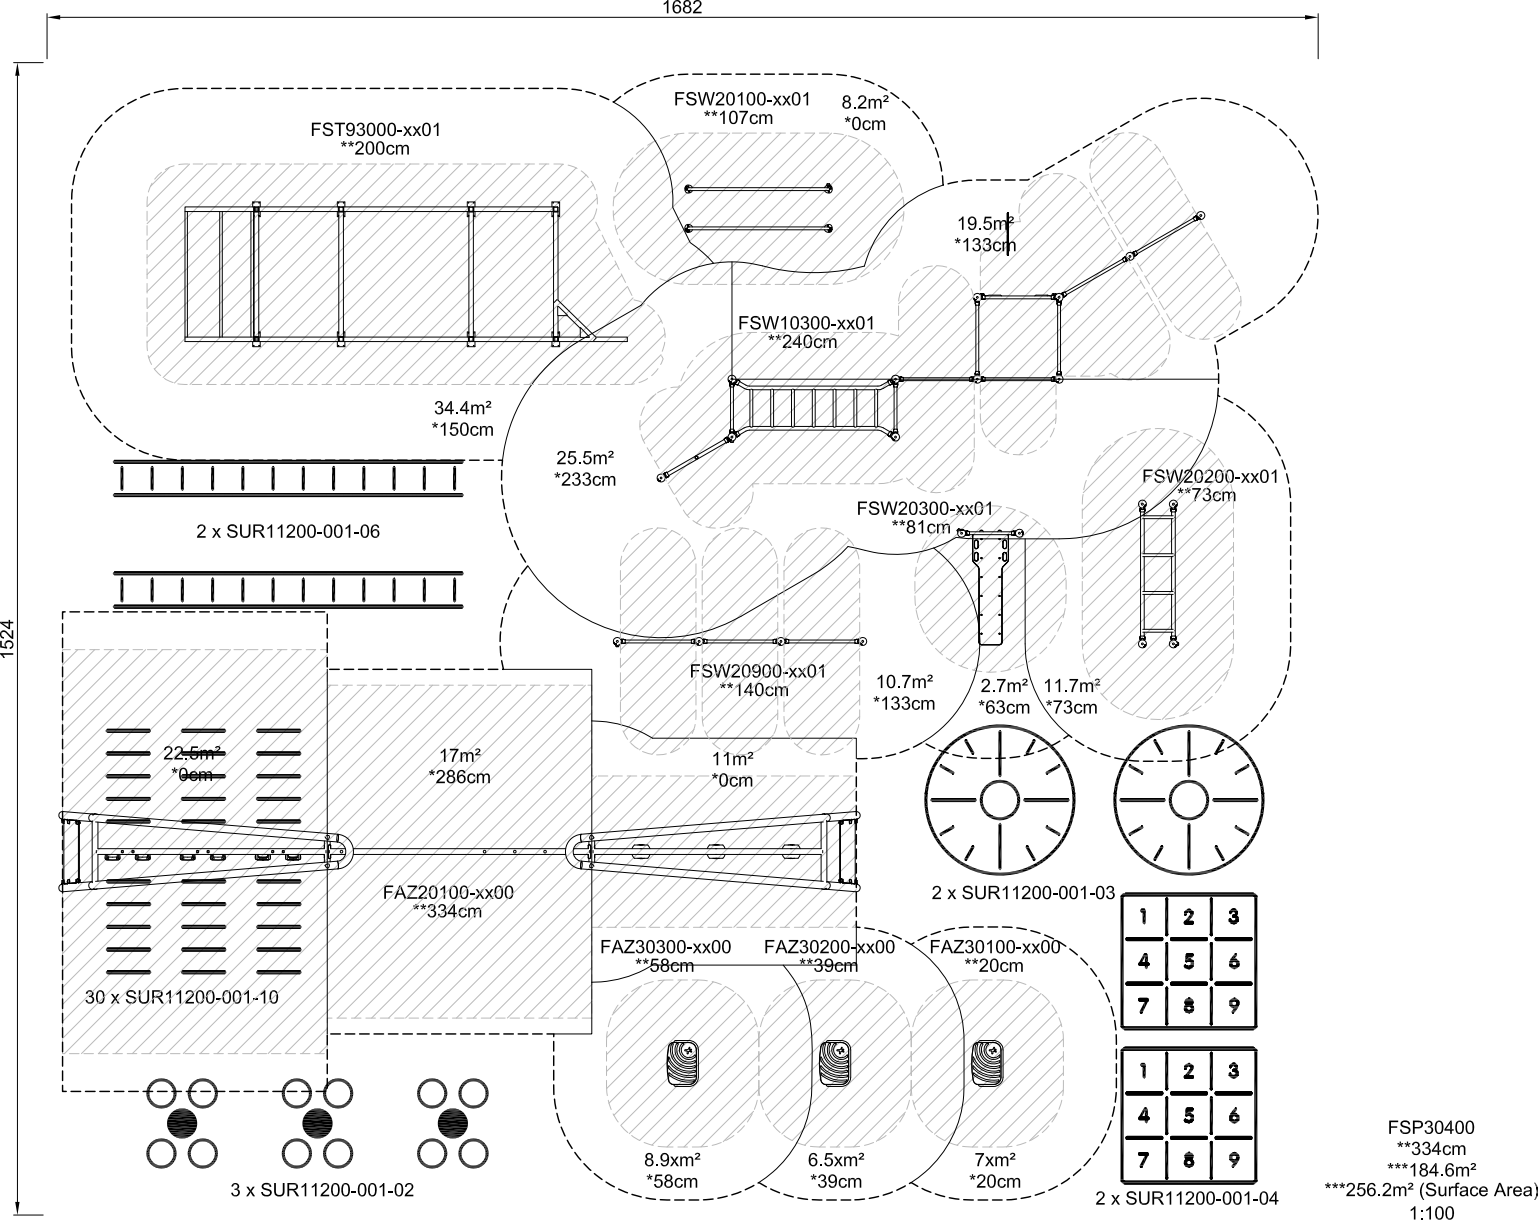 1682
1524
FST93000-xx01
**200cm
FSW20100-xx01
**107cm
8.2m²
*0cm
19.5m²
*133cm
FSW10300-xx01
**240cm
34.4m²
*150cm
25.5m²
*233cm
FSW20200-xx01
**73cm
FSW20300-xx01
**81cm
2 x SUR11200-001-06
FSW20900-xx01
**140cm
10.7m²
*133cm
2.7m²
*63cm
11.7m²
*73cm
22.5m²
*0cm
17m²
*286cm
11m²
*0cm
FAZ20100-xx00
**334cm
2 x SUR11200-001-03
1 2 3
4 5 6
7 8 9
FAZ30300-xx00
**58cm
FAZ30200-xx00
**39cm
FAZ30100-xx00
**20cm
30 x SUR11200-001-10
1 2 3
4 5 6
7 8 9
8.9xm²
*58cm
6.5xm²
*39cm
7xm²
*20cm
3 x SUR11200-001-02
2 x SUR11200-001-04
FSP30400
**334cm
***184.6m²
***256.2m² (Surface Area)
1:100